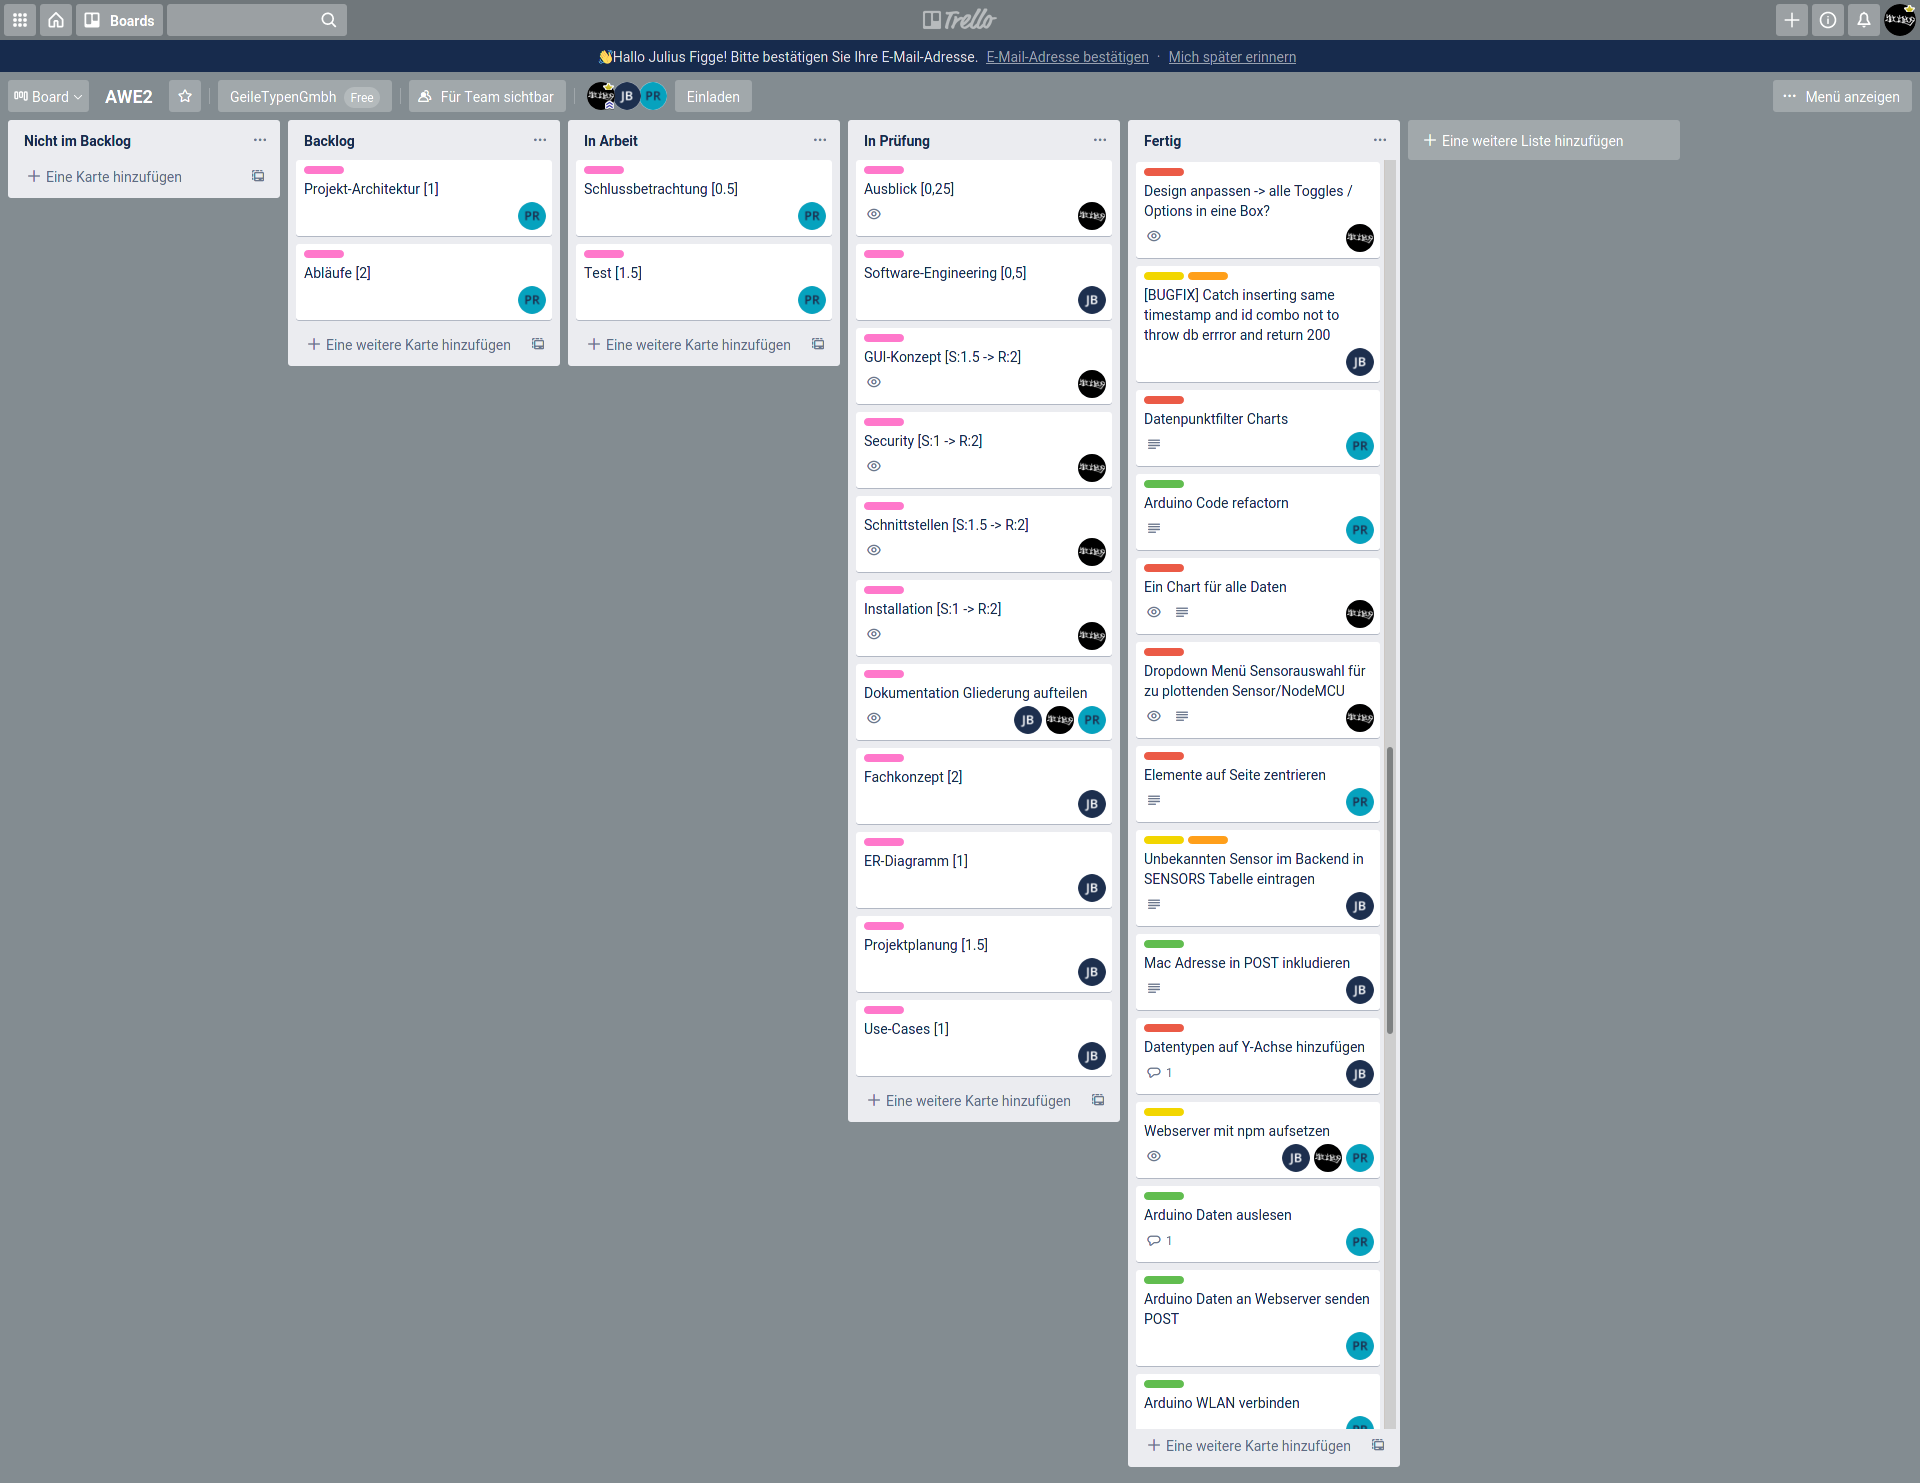 Boards
Trello
👋Hallo Julius Figge! Bitte bestätigen Sie Ihre E-Mail-Adresse. E-Mail-Adresse bestätigen · Mich später erinnern
Board
AWE2
GeileTypenGmbh Free
Für Team sichtbar
JB
PR
Einladen
··· Menü anzeigen
Nicht im Backlog
+ Eine Karte hinzufügen
Backlog
Projekt-Architektur [1]
PR
Abläufe [2]
PR
+ Eine weitere Karte hinzufügen
In Arbeit
Schlussbetrachtung [0.5]
PR
Test [1.5]
PR
+ Eine weitere Karte hinzufügen
In Prüfung
Ausblick [0,25]
Software-Engineering [0,5]
JB
GUI-Konzept [S:1.5 -> R:2]
Security [S:1 -> R:2]
Schnittstellen [S:1.5 -> R:2]
Installation [S:1 -> R:2]
Dokumentation Gliederung aufteilen
JB PR
Fachkonzept [2]
JB
ER-Diagramm [1]
JB
Projektplanung [1.5]
JB
Use-Cases [1]
JB
+ Eine weitere Karte hinzufügen
Fertig
Design anpassen -> alle Toggles /
Options in eine Box?
[BUGFIX] Catch inserting same
timestamp and id combo not to
throw db errror and return 200
JB
Datenpunktfilter Charts
PR
Arduino Code refactorn
PR
Ein Chart für alle Daten
Dropdown Menü Sensorauswahl für
zu plottenden Sensor/NodeMCU
Elemente auf Seite zentrieren
PR
Unbekannten Sensor im Backend in
SENSORS Tabelle eintragen
JB
Mac Adresse in POST inkludieren
JB
Datentypen auf Y-Achse hinzufügen
1
JB
Webserver mit npm aufsetzen
JB PR
Arduino Daten auslesen
1
PR
Arduino Daten an Webserver senden
POST
PR
Arduino WLAN verbinden
PR
+ Eine weitere Karte hinzufügen
+ Eine weitere Liste hinzufügen